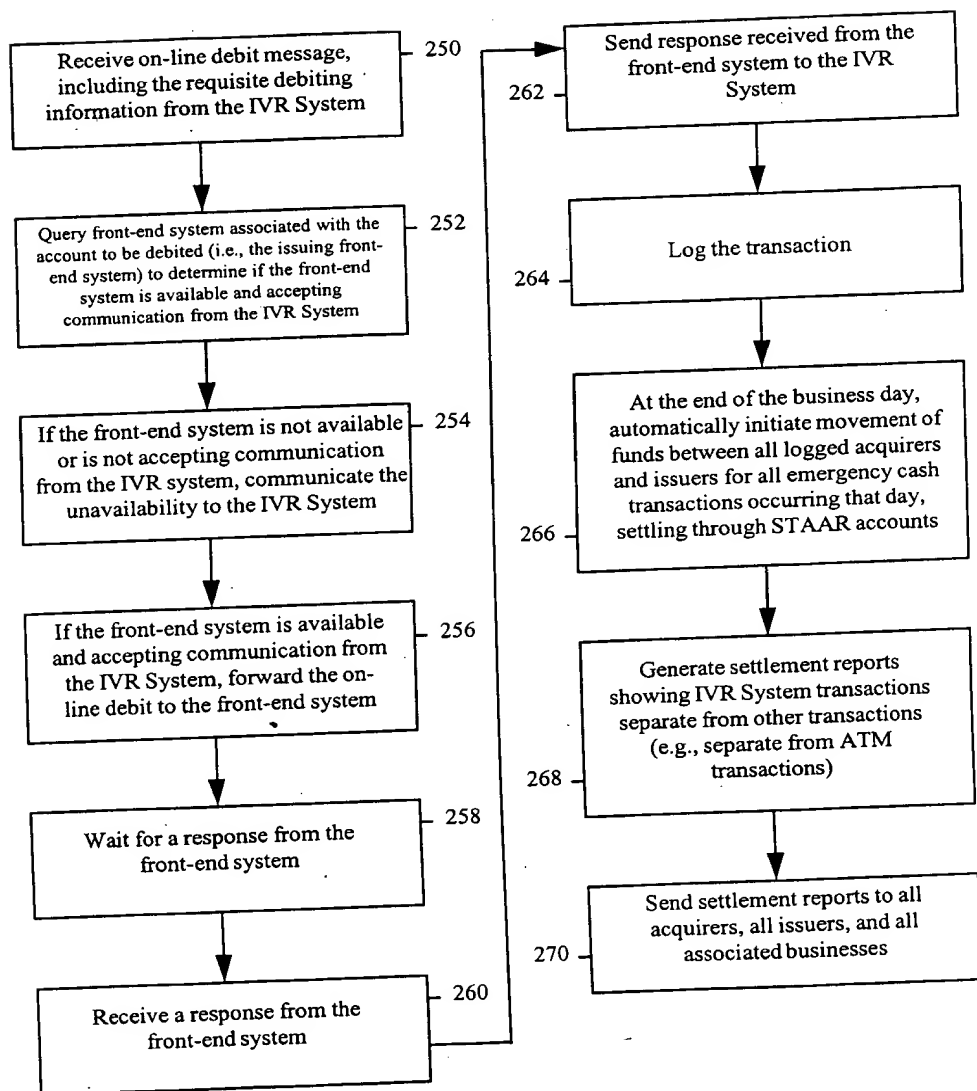 Receive on-line debit message,
including the requisite debiting
information from the IVR System
250
Query front-end system associated with the
account to be debited (i.e., the issuing front-
end system) to determine if the front-end
system is available and accepting
communication from the IVR System
252
If the front-end system is not available
or is not accepting communication
from the IVR system, communicate the
unavailability to the IVR System
254
If the front-end system is available
and accepting communication from
the IVR System, forward the on-
line debit to the front-end system
256
Wait for a response from the
front-end system
258
Receive a response from the
front-end system
260
Send response received from the
front-end system to the IVR
System
262
Log the transaction
264
At the end of the business day,
automatically initiate movement of
funds between all logged acquirers
and issuers for all emergency cash
transactions occurring that day,
settling through STAAR accounts
266
Generate settlement reports
showing IVR System transactions
separate from other transactions
(e.g., separate from ATM
transactions)
268
Send settlement reports to all
acquirers, all issuers, and all
associated businesses
270